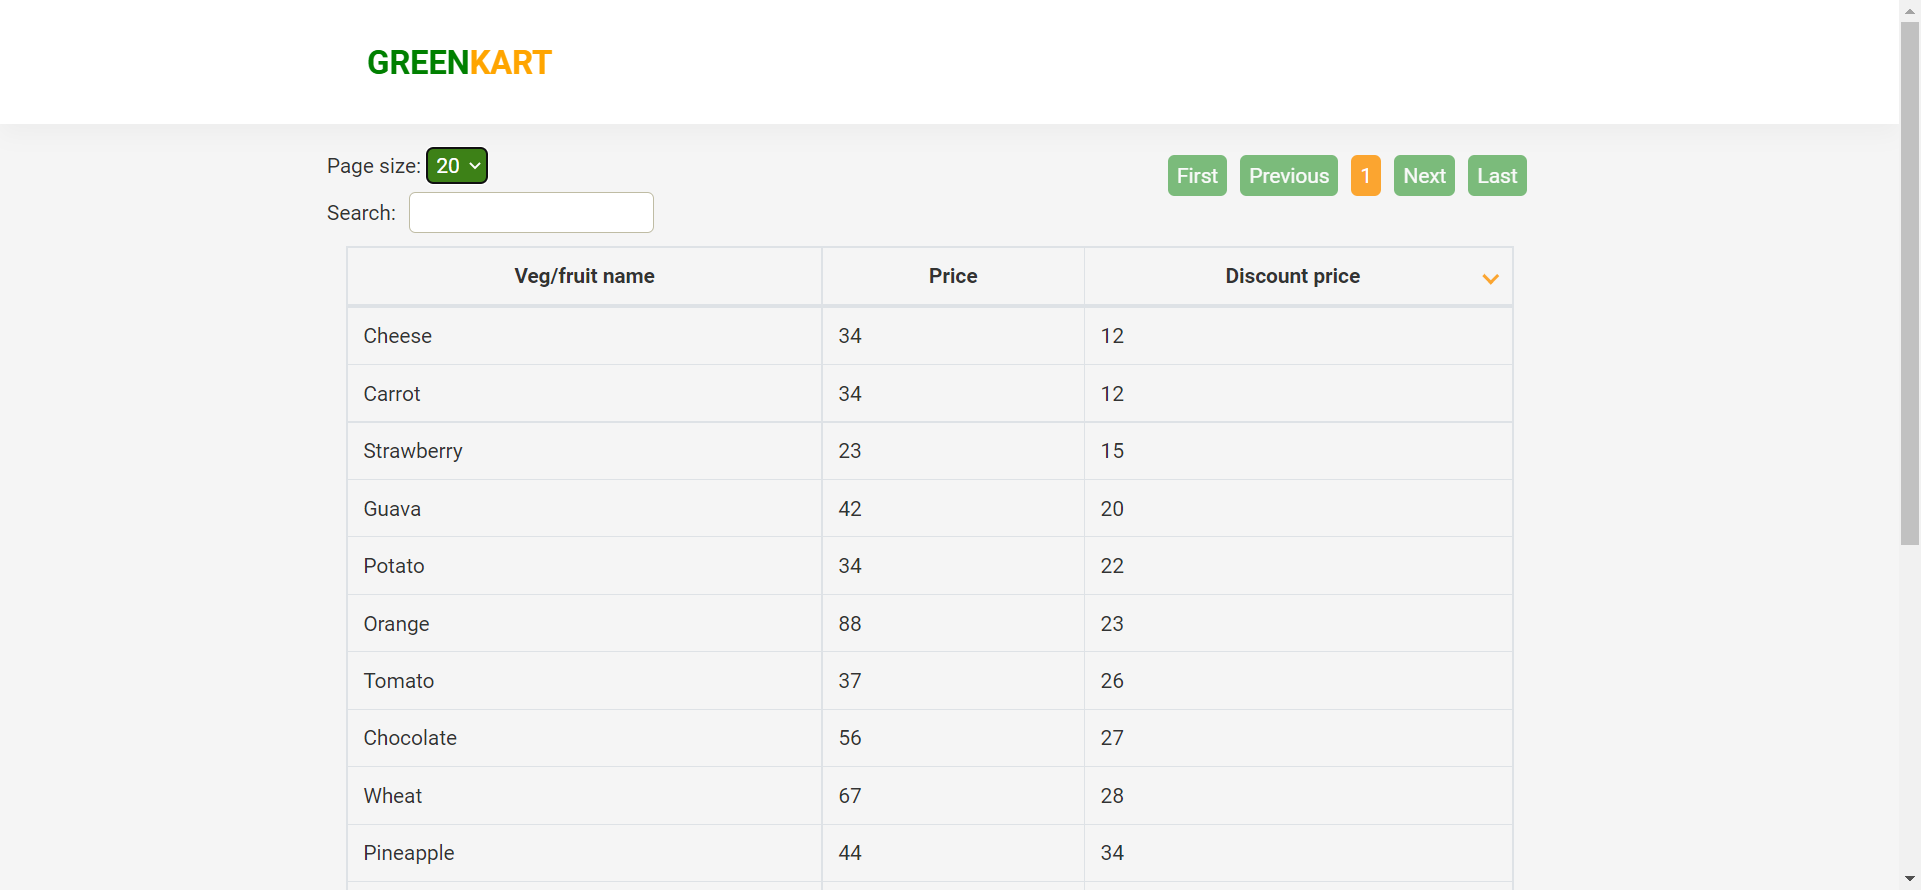 GREENKART
Page size: 20
First Previous 1 Next Last
Search:
Veg/fruit name Price Discount price
Cheese 34 12
Carrot 34 12
Strawberry 23 15
Guava 42 20
Potato 34 22
Orange 88 23
Tomato 37 26
Chocolate 56 27
Wheat 67 28
Pineapple 44 34